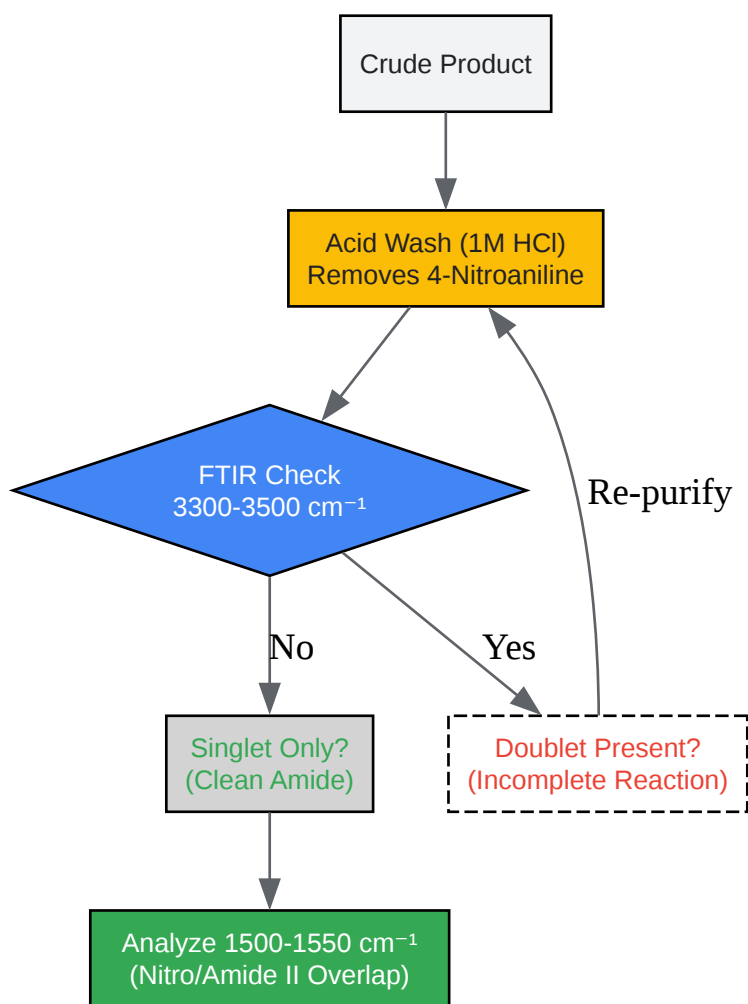 Crude Product
Acid Wash (1M HCl)
Removes 4-Nitroaniline
FTIR Check
3300-3500 cm⁻¹
Re-purify
No
Yes
Singlet Only?
(Clean Amide)
Doublet Present?
(Incomplete Reaction)
Analyze 1500-1550 cm⁻¹
(Nitro/Amide II Overlap)